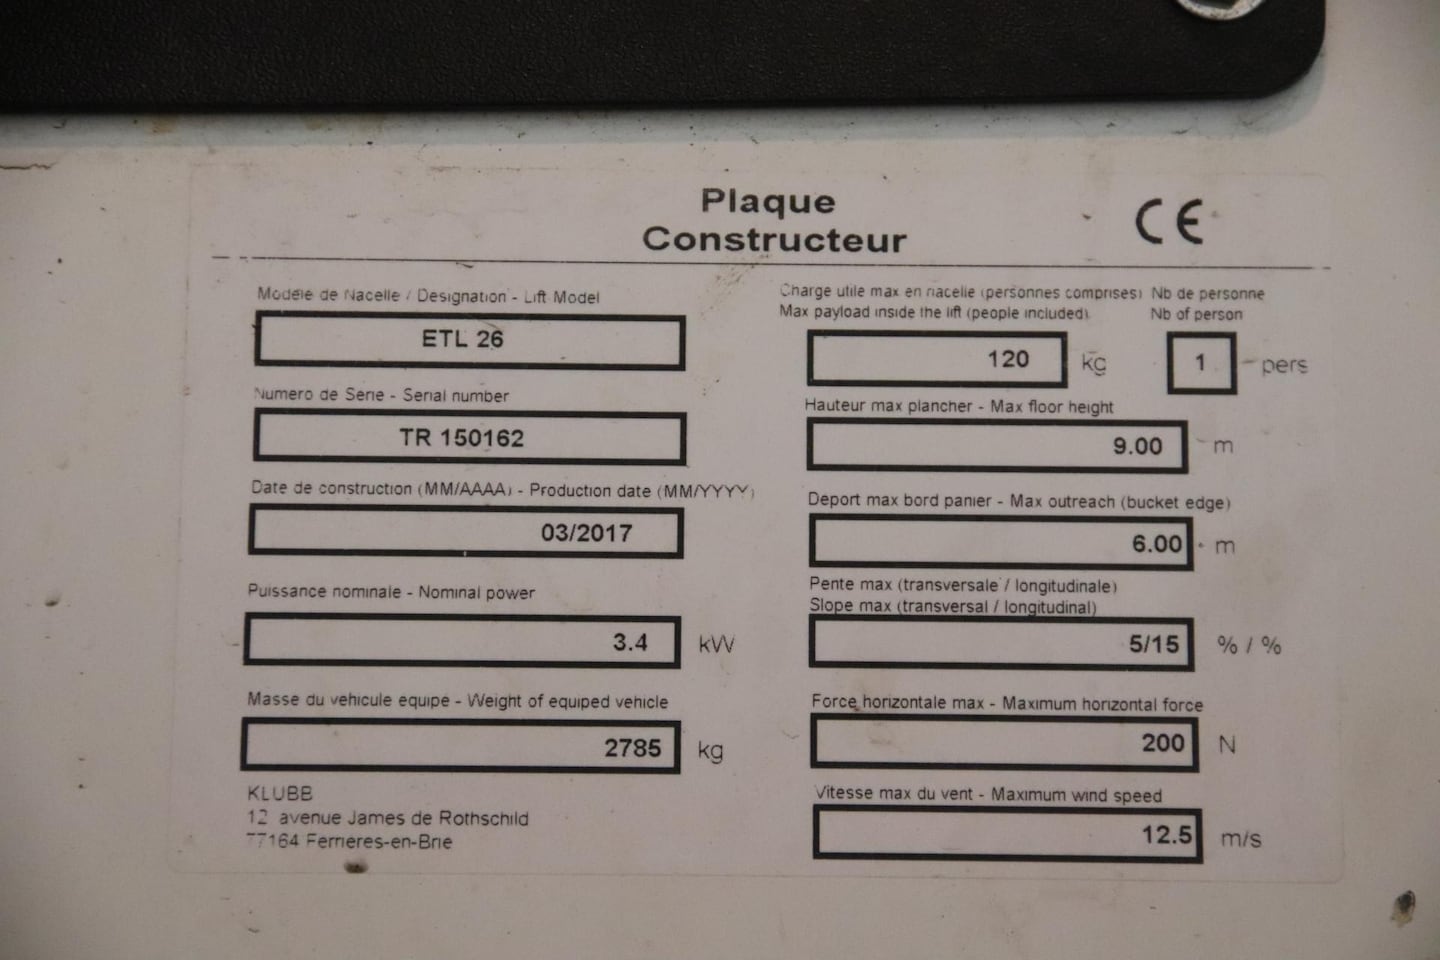 Plaque
Constructeur
CE
Modele de Nacelle / Designation - Lift Model
ETL 26
Numero de Serie - Serial number
TR 150162
Date de construction (MM/AAAA) - Production date (MM/YYYY)
03/2017
Puissance nominale - Nominal power
3.4 kW
Masse du vehicule equipe - Weight of equiped vehicle
2785 kg
KLUBB
12 avenue James de Rothschild
77164 Ferrieres-en-Brie
Charge utile max en nacelle (personnes comprises) Nb de personne
Max payload inside the lift (people included) Nb of person
120 kg 1 pers
Hauteur max plancher - Max floor height
9.00 m
Deport max bord panier - Max outreach (bucket edge)
6.00 m
Pente max (transversale / longitudinale)
Slope max (transversal / longitudinal)
5/15 % / %
Force horizontale max - Maximum horizontal force
200 N
Vitesse max du vent - Maximum wind speed
12.5 m/s